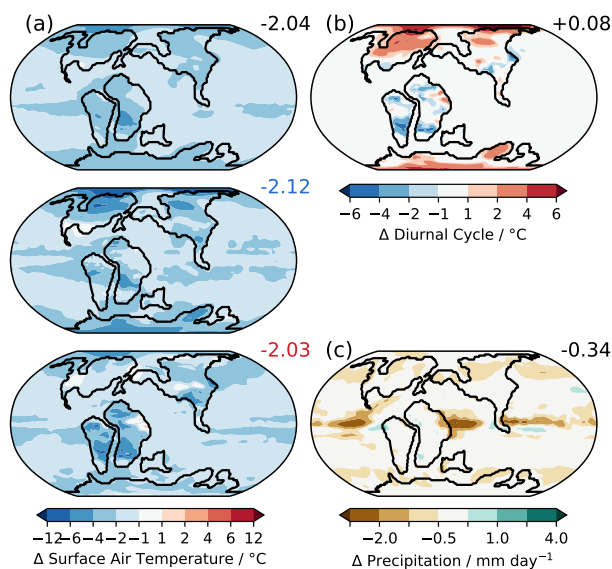 (a)
-2.04
(b)
+0.08
-2.12
−6 −4 −2 −1 1 2 4 6
Δ Diurnal Cycle / °C
-2.03
(c)
-0.34
−12 −6 −4 −2 −1 1 2 4 6 12
Δ Surface Air Temperature / °C
−2.0 −0.5 1.0 4.0
Δ Precipitation / mm day⁻¹